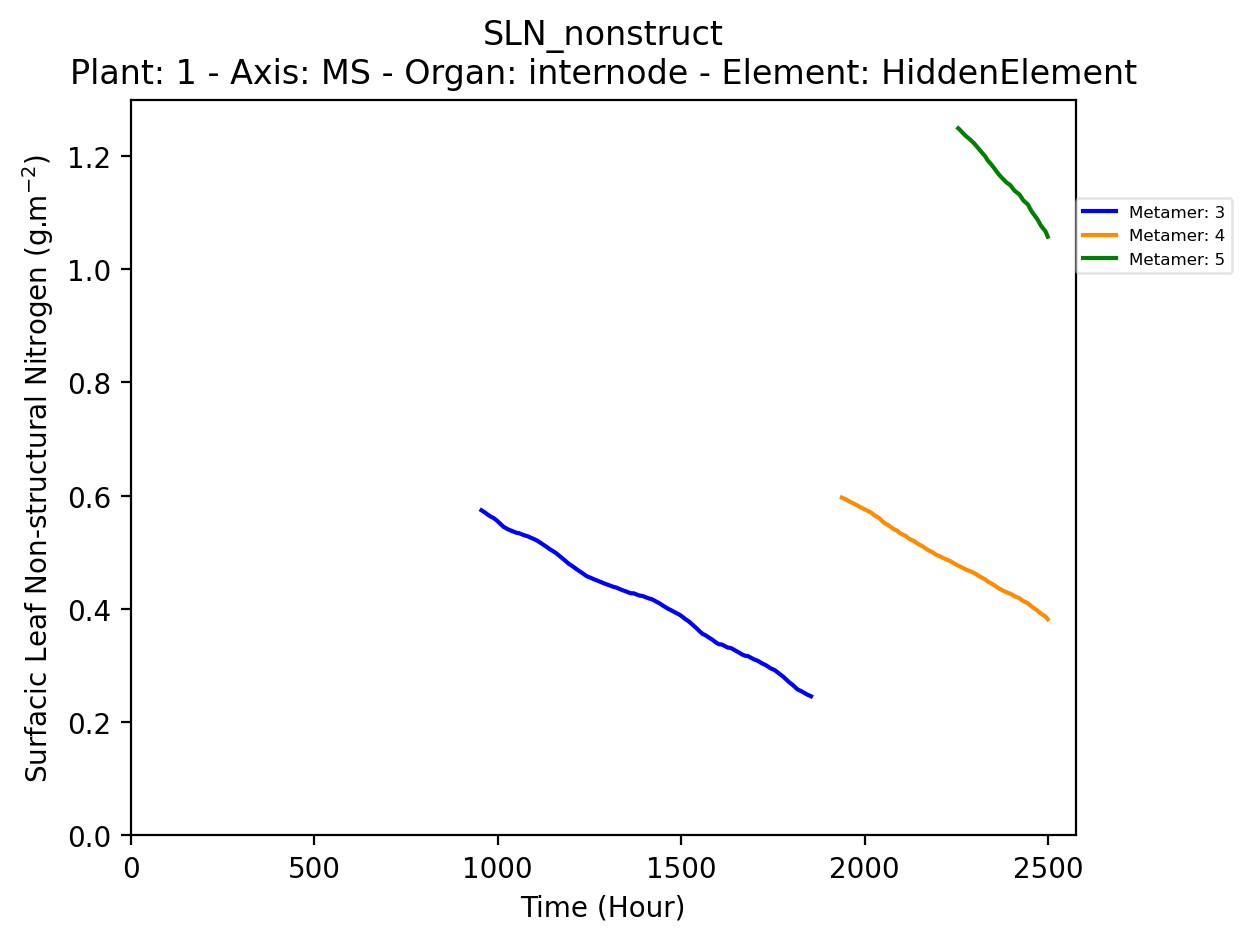 SLN_nonstruct
Plant: 1 - Axis: MS - Organ: internode - Element: HiddenElement
Surfacic Leaf Non-structural Nitrogen (g.m⁻²)
1.2
1.0
0.8
0.6
0.4
0.2
0.0
0 500 1000 1500 2000 2500
Time (Hour)
Metamer: 3
Metamer: 4
Metamer: 5